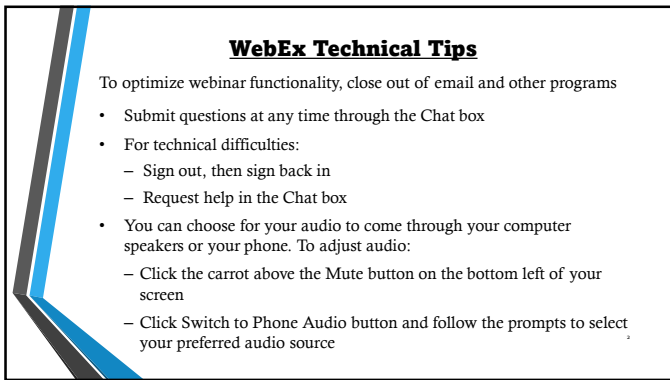 WebEx Technical Tips
To optimize webinar functionality, close out of email and other programs
• Submit questions at any time through the Chat box
• For technical difficulties:
– Sign out, then sign back in
– Request help in the Chat box
• You can choose for your audio to come through your computer
speakers or your phone. To adjust audio:
– Click the carrot above the Mute button on the bottom left of your
screen
– Click Switch to Phone Audio button and follow the prompts to select
your preferred audio source
2